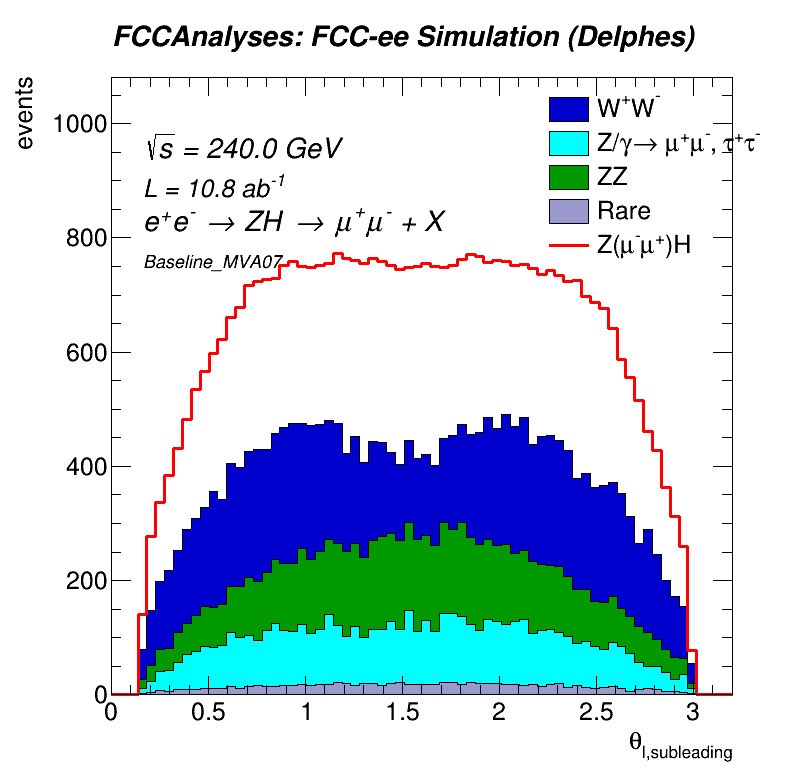 FCCAnalyses: FCC-ee Simulation (Delphes)
events
√s = 240.0 GeV
L = 10.8 ab⁻¹
e⁺e⁻ → ZH → μ⁺μ⁻ + X
Baseline_MVA07
W⁺W⁻
Z/γ→ μ⁺μ⁻, τ⁺τ⁻
ZZ
Rare
Z(μ⁻μ⁺)H
1000
800
600
400
200
0
0 0.5 1 1.5 2 2.5 3
θl,subleading